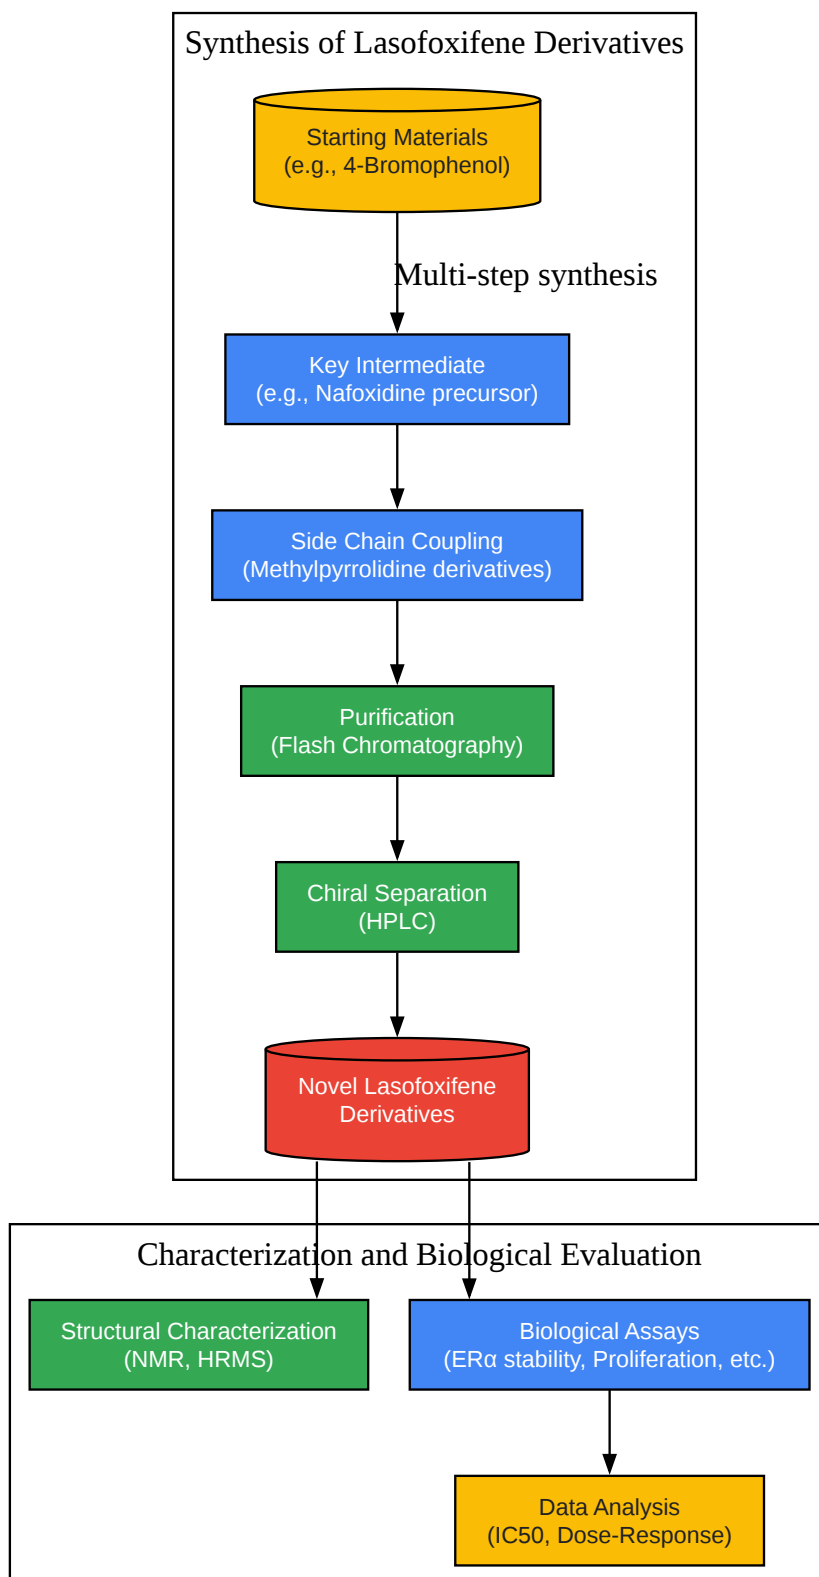 Synthesis of Lasofoxifene Derivatives
Starting Materials
(e.g., 4-Bromophenol)
Multi-step synthesis
Key Intermediate
(e.g., Nafoxidine precursor)
Side Chain Coupling
(Methylpyrrolidine derivatives)
Purification
(Flash Chromatography)
Chiral Separation
(HPLC)
Novel Lasofoxifene
Derivatives
Characterization and Biological Evaluation
Structural Characterization
(NMR, HRMS)
Biological Assays
(ERα stability, Proliferation, etc.)
Data Analysis
(IC50, Dose-Response)